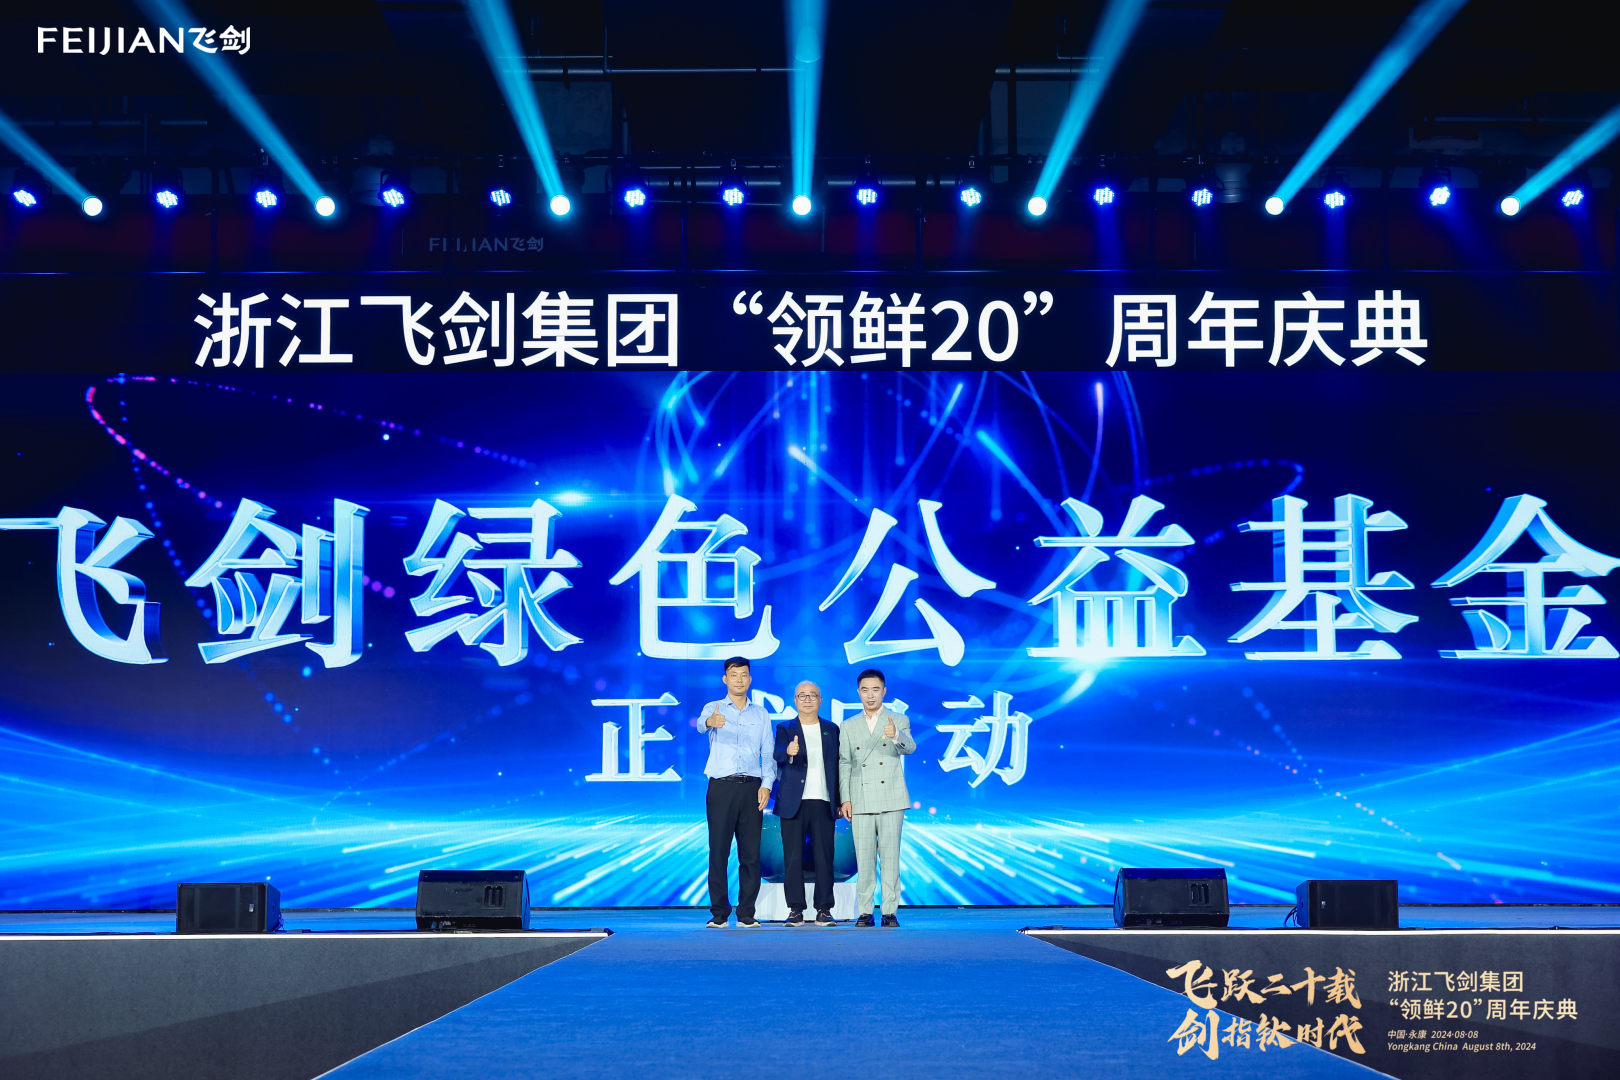 FEIJIAN飞剑
FEIJIAN飞剑
浙江飞剑集团“领鲜20”周年庆典
飞剑绿色公益基金
正 动
飞跃二十载
剑指钛时代
浙江飞剑集团
“领鲜20”周年庆典
中国·永康 2024-08-08
Yongkang China August 8th, 2024